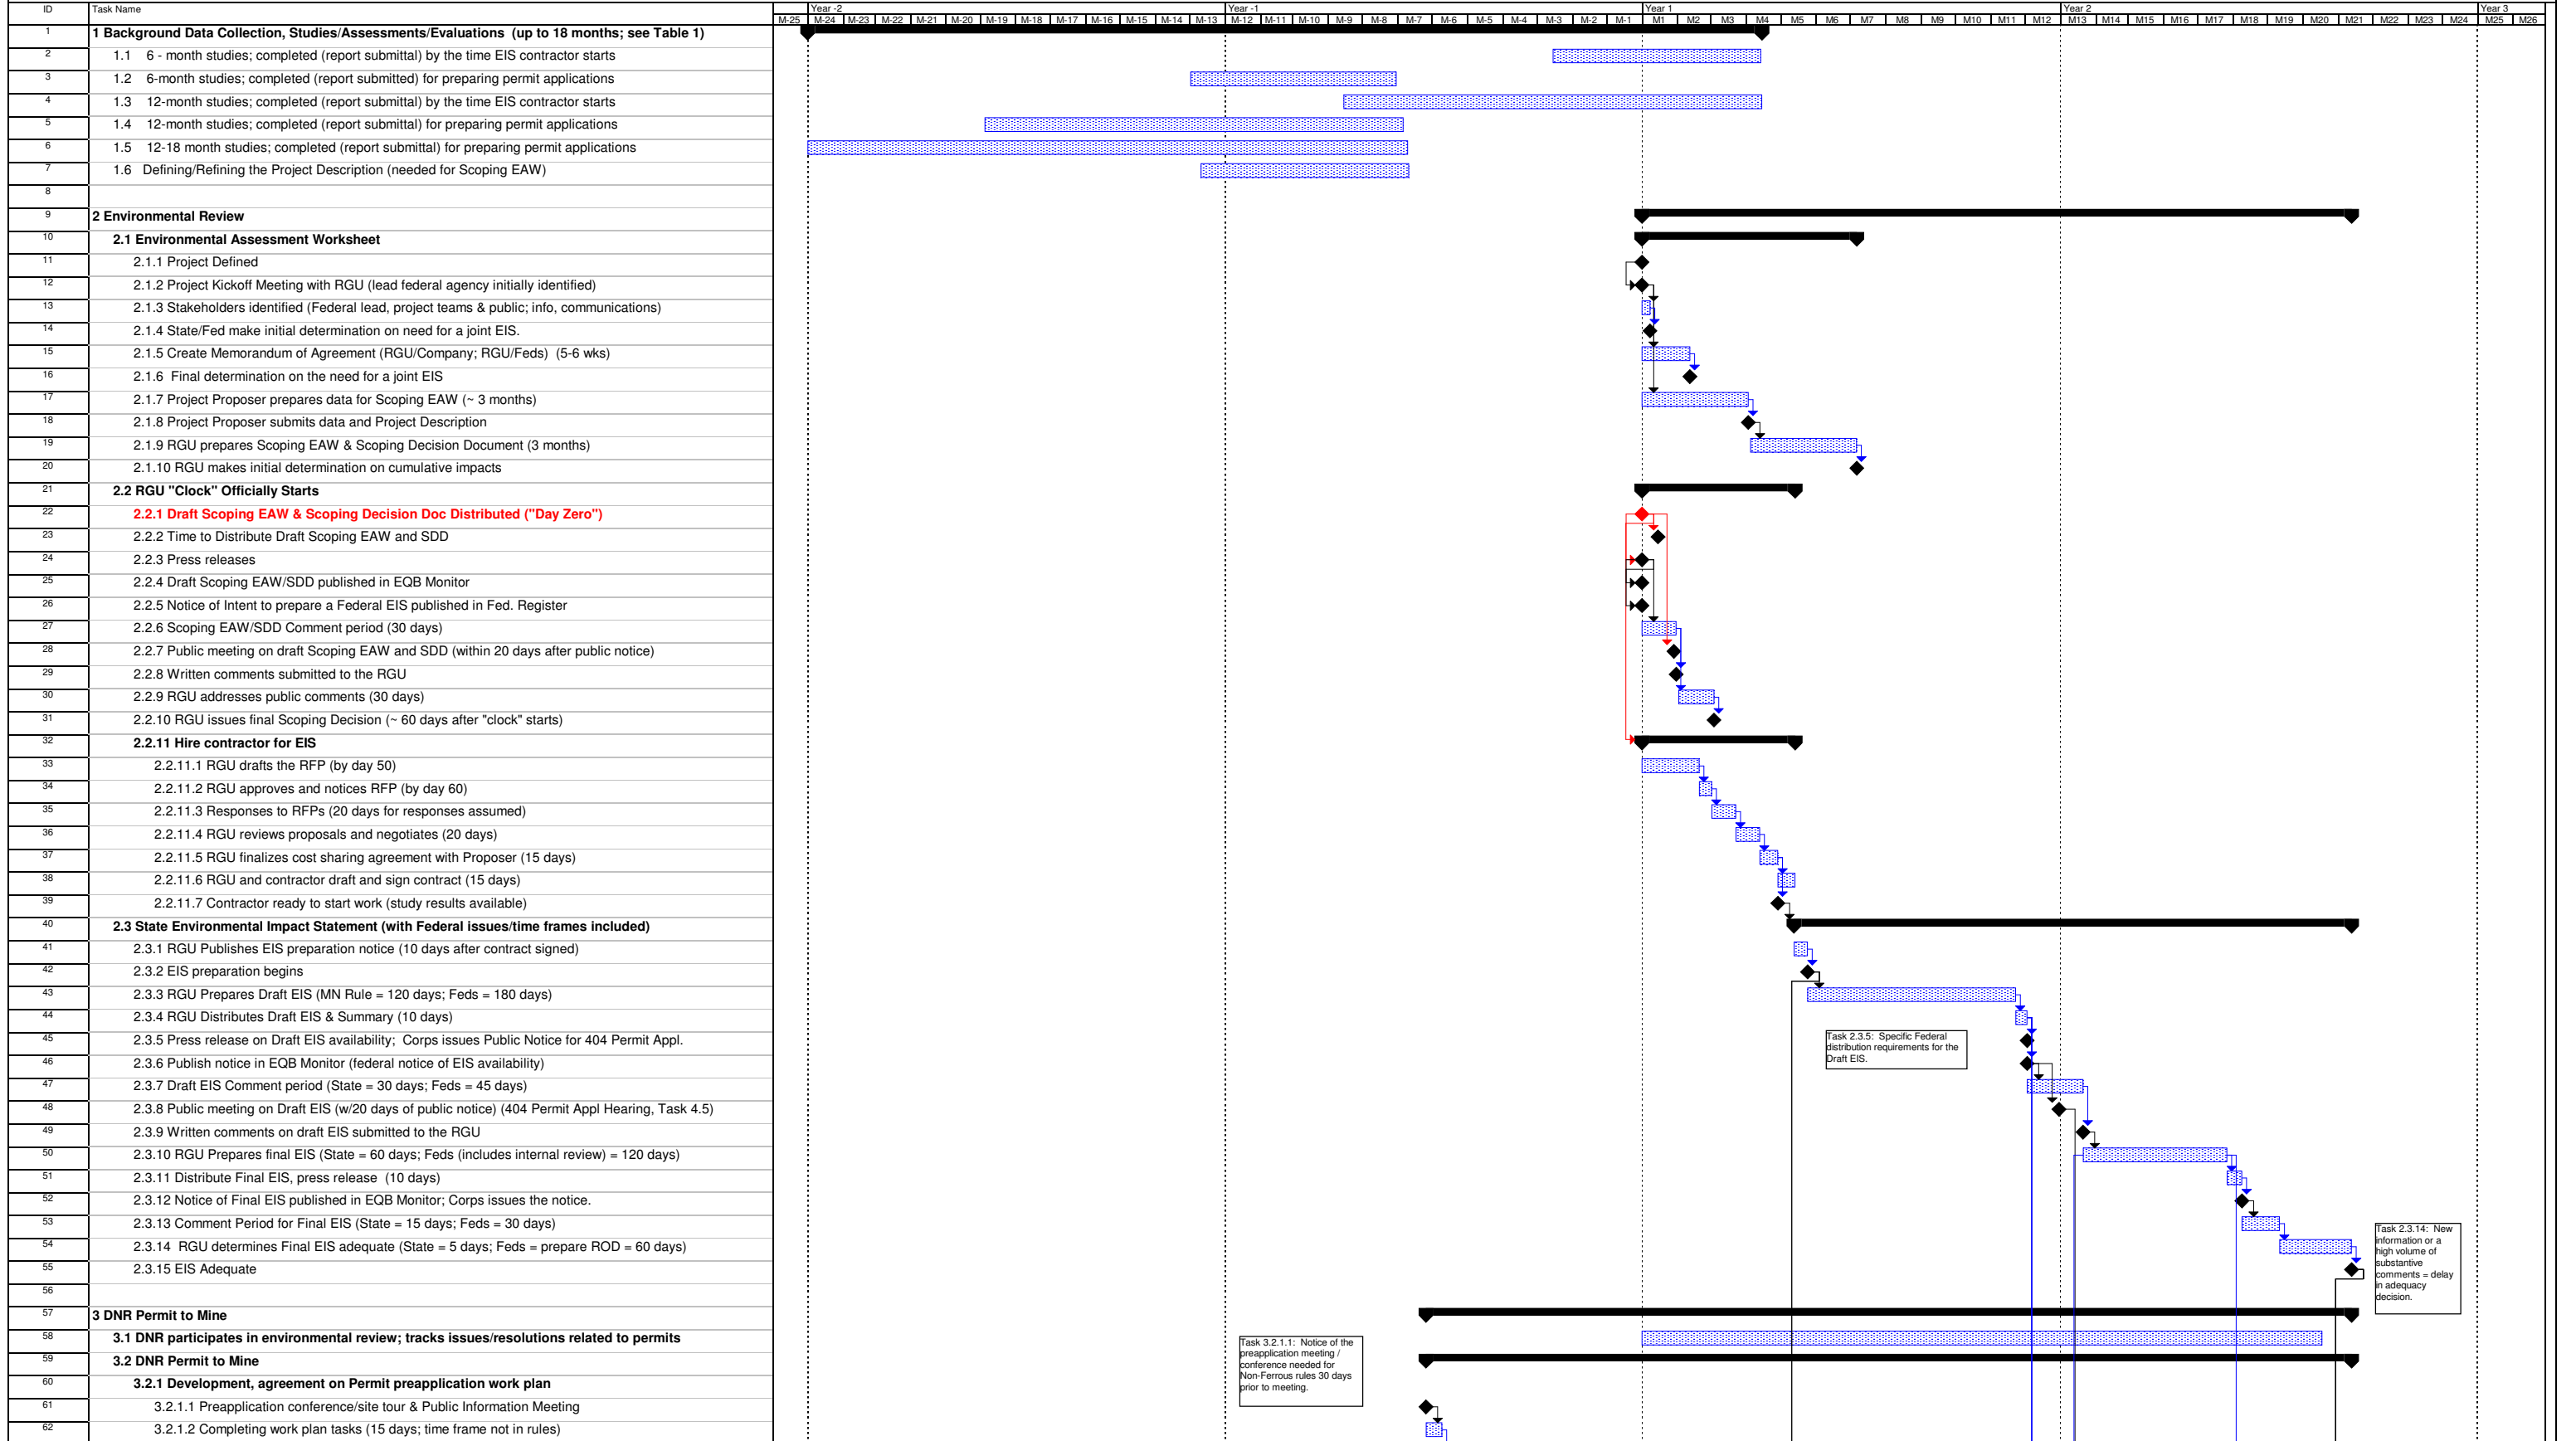 ID Task Name Year -2 Year -1 Year 1 Year 2 Year 3
M-25 M-24 M-23 M-22 M-21 M-20 M-19 M-18 M-17 M-16 M-15 M-14 M-13 M-12 M-11 M-10 M-9 M-8 M-7 M-6 M-5 M-4 M-3 M-2 M-1 M1 M2 M3 M4 M5 M6 M7 M8 M9 M10 M11 M12 M13 M14 M15 M16 M17 M18 M19 M20 M21 M22 M23 M24 M25 M26
1 1 Background Data Collection, Studies/Assessments/Evaluations (up to 18 months; see Table 1)
2 1.1 6 - month studies; completed (report submittal) by the time EIS contractor starts
3 1.2 6-month studies; completed (report submitted) for preparing permit applications
4 1.3 12-month studies; completed (report submittal) by the time EIS contractor starts
5 1.4 12-month studies; completed (report submittal) for preparing permit applications
6 1.5 12-18 month studies; completed (report submittal) for preparing permit applications
7 1.6 Defining/Refining the Project Description (needed for Scoping EAW)
8
9 2 Environmental Review
10 2.1 Environmental Assessment Worksheet
11 2.1.1 Project Defined
12 2.1.2 Project Kickoff Meeting with RGU (lead federal agency initially identified)
13 2.1.3 Stakeholders identified (Federal lead, project teams & public; info, communications)
14 2.1.4 State/Fed make initial determination on need for a joint EIS.
15 2.1.5 Create Memorandum of Agreement (RGU/Company; RGU/Feds) (5-6 wks)
16 2.1.6 Final determination on the need for a joint EIS
17 2.1.7 Project Proposer prepares data for Scoping EAW (~ 3 months)
18 2.1.8 Project Proposer submits data and Project Description
19 2.1.9 RGU prepares Scoping EAW & Scoping Decision Document (3 months)
20 2.1.10 RGU makes initial determination on cumulative impacts
21 2.2 RGU "Clock" Officially Starts
22 2.2.1 Draft Scoping EAW & Scoping Decision Doc Distributed ("Day Zero")
23 2.2.2 Time to Distribute Draft Scoping EAW and SDD
24 2.2.3 Press releases
25 2.2.4 Draft Scoping EAW/SDD published in EQB Monitor
26 2.2.5 Notice of Intent to prepare a Federal EIS published in Fed. Register
27 2.2.6 Scoping EAW/SDD Comment period (30 days)
28 2.2.7 Public meeting on draft Scoping EAW and SDD (within 20 days after public notice)
29 2.2.8 Written comments submitted to the RGU
30 2.2.9 RGU addresses public comments (30 days)
31 2.2.10 RGU issues final Scoping Decision (~ 60 days after "clock" starts)
32 2.2.11 Hire contractor for EIS
33 2.2.11.1 RGU drafts the RFP (by day 50)
34 2.2.11.2 RGU approves and notices RFP (by day 60)
35 2.2.11.3 Responses to RFPs (20 days for responses assumed)
36 2.2.11.4 RGU reviews proposals and negotiates (20 days)
37 2.2.11.5 RGU finalizes cost sharing agreement with Proposer (15 days)
38 2.2.11.6 RGU and contractor draft and sign contract (15 days)
39 2.2.11.7 Contractor ready to start work (study results available)
40 2.3 State Environmental Impact Statement (with Federal issues/time frames included)
41 2.3.1 RGU Publishes EIS preparation notice (10 days after contract signed)
42 2.3.2 EIS preparation begins
43 2.3.3 RGU Prepares Draft EIS (MN Rule = 120 days; Feds = 180 days)
44 2.3.4 RGU Distributes Draft EIS & Summary (10 days)
45 2.3.5 Press release on Draft EIS availability; Corps issues Public Notice for 404 Permit Appl.
46 2.3.6 Publish notice in EQB Monitor (federal notice of EIS availability)
47 2.3.7 Draft EIS Comment period (State = 30 days; Feds = 45 days)
48 2.3.8 Public meeting on Draft EIS (w/20 days of public notice) (404 Permit Appl Hearing, Task 4.5)
49 2.3.9 Written comments on draft EIS submitted to the RGU
50 2.3.10 RGU Prepares final EIS (State = 60 days; Feds (includes internal review) = 120 days)
51 2.3.11 Distribute Final EIS, press release (10 days)
52 2.3.12 Notice of Final EIS published in EQB Monitor; Corps issues the notice.
53 2.3.13 Comment Period for Final EIS (State = 15 days; Feds = 30 days)
54 2.3.14 RGU determines Final EIS adequate (State = 5 days; Feds = prepare ROD = 60 days)
55 2.3.15 EIS Adequate
56
57 3 DNR Permit to Mine
58 3.1 DNR participates in environmental review; tracks issues/resolutions related to permits
59 3.2 DNR Permit to Mine
60 3.2.1 Development, agreement on Permit preapplication work plan
61 3.2.1.1 Preapplication conference/site tour & Public Information Meeting
62 3.2.1.2 Completing work plan tasks (15 days; time frame not in rules)
Task 2.3.5: Specific Federal
distribution requirements for the
Draft EIS.
Task 2.3.14: New
information or a
high volume of
substantive
comments = delay
in adequacy
decision.
Task 3.2.1.1: Notice of the
preapplication meeting /
conference needed for
Non-Ferrous rules 30 days
prior to meeting.